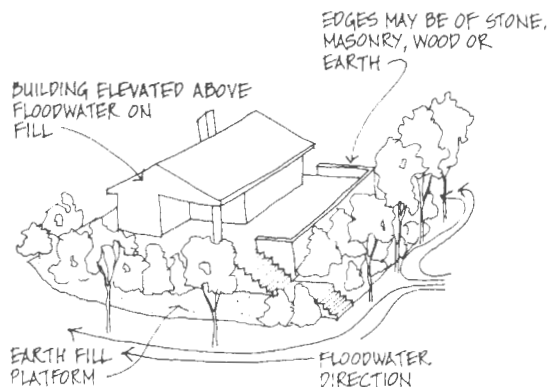 EDGES MAY BE OF STONE,
MASONRY, WOOD OR
EARTH
BUILDING ELEVATED ABOVE
FLOODWATER ON
FILL
EARTH FILL
PLATFORM
FLOODWATER
DIRECTION